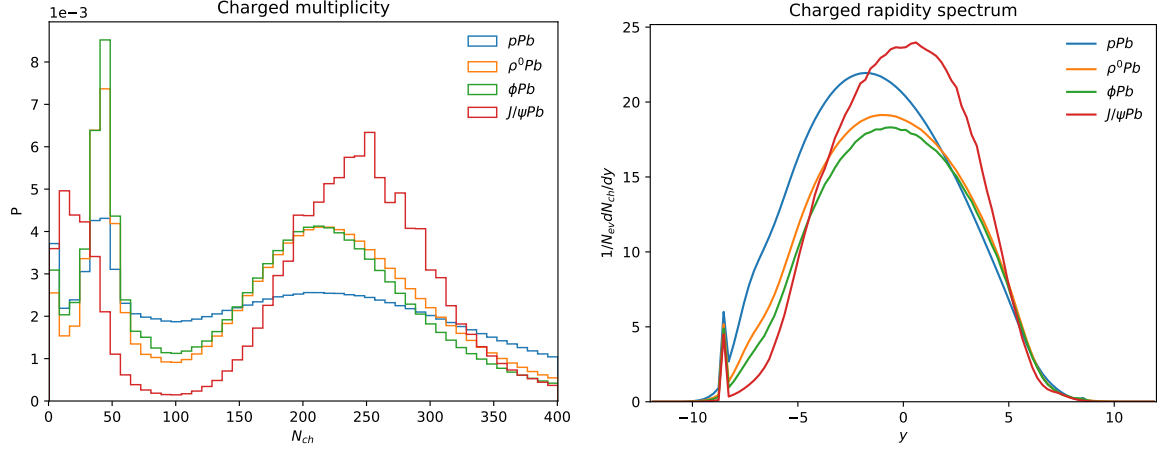 Charged multiplicity
1e−3
8
7
6
5
4
3
2
1
0
P
0
50
100
150
200
250
300
350
400
N_ch
pPb
ρ⁰Pb
ϕPb
J/ψPb
Charged rapidity spectrum
25
20
15
10
5
0
1/N_ev dN_ch/dy
−10
−5
0
5
10
y
pPb
ρ⁰Pb
ϕPb
J/ψPb